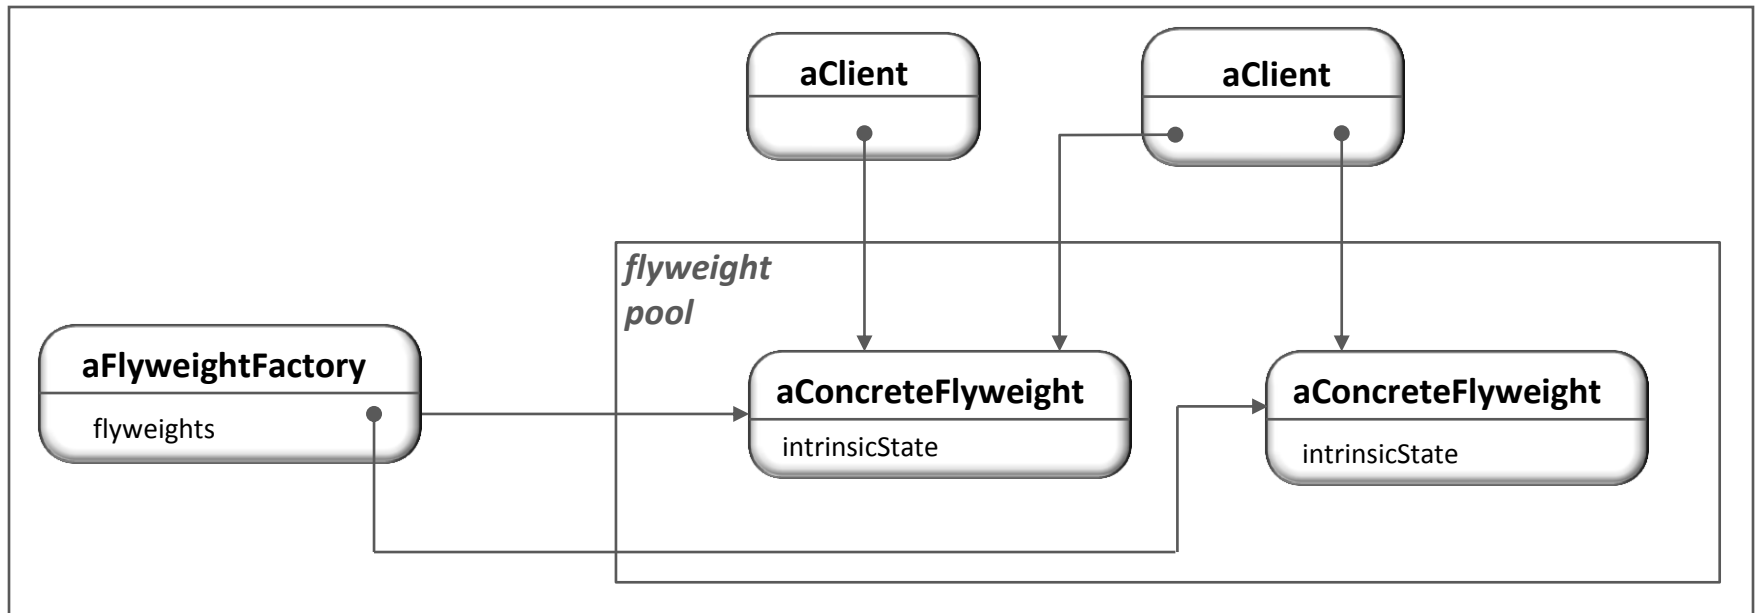 aClient
aClient
flyweight
pool
aFlyweightFactory
flyweights
aConcreteFlyweight
intrinsicState
aConcreteFlyweight
intrinsicState